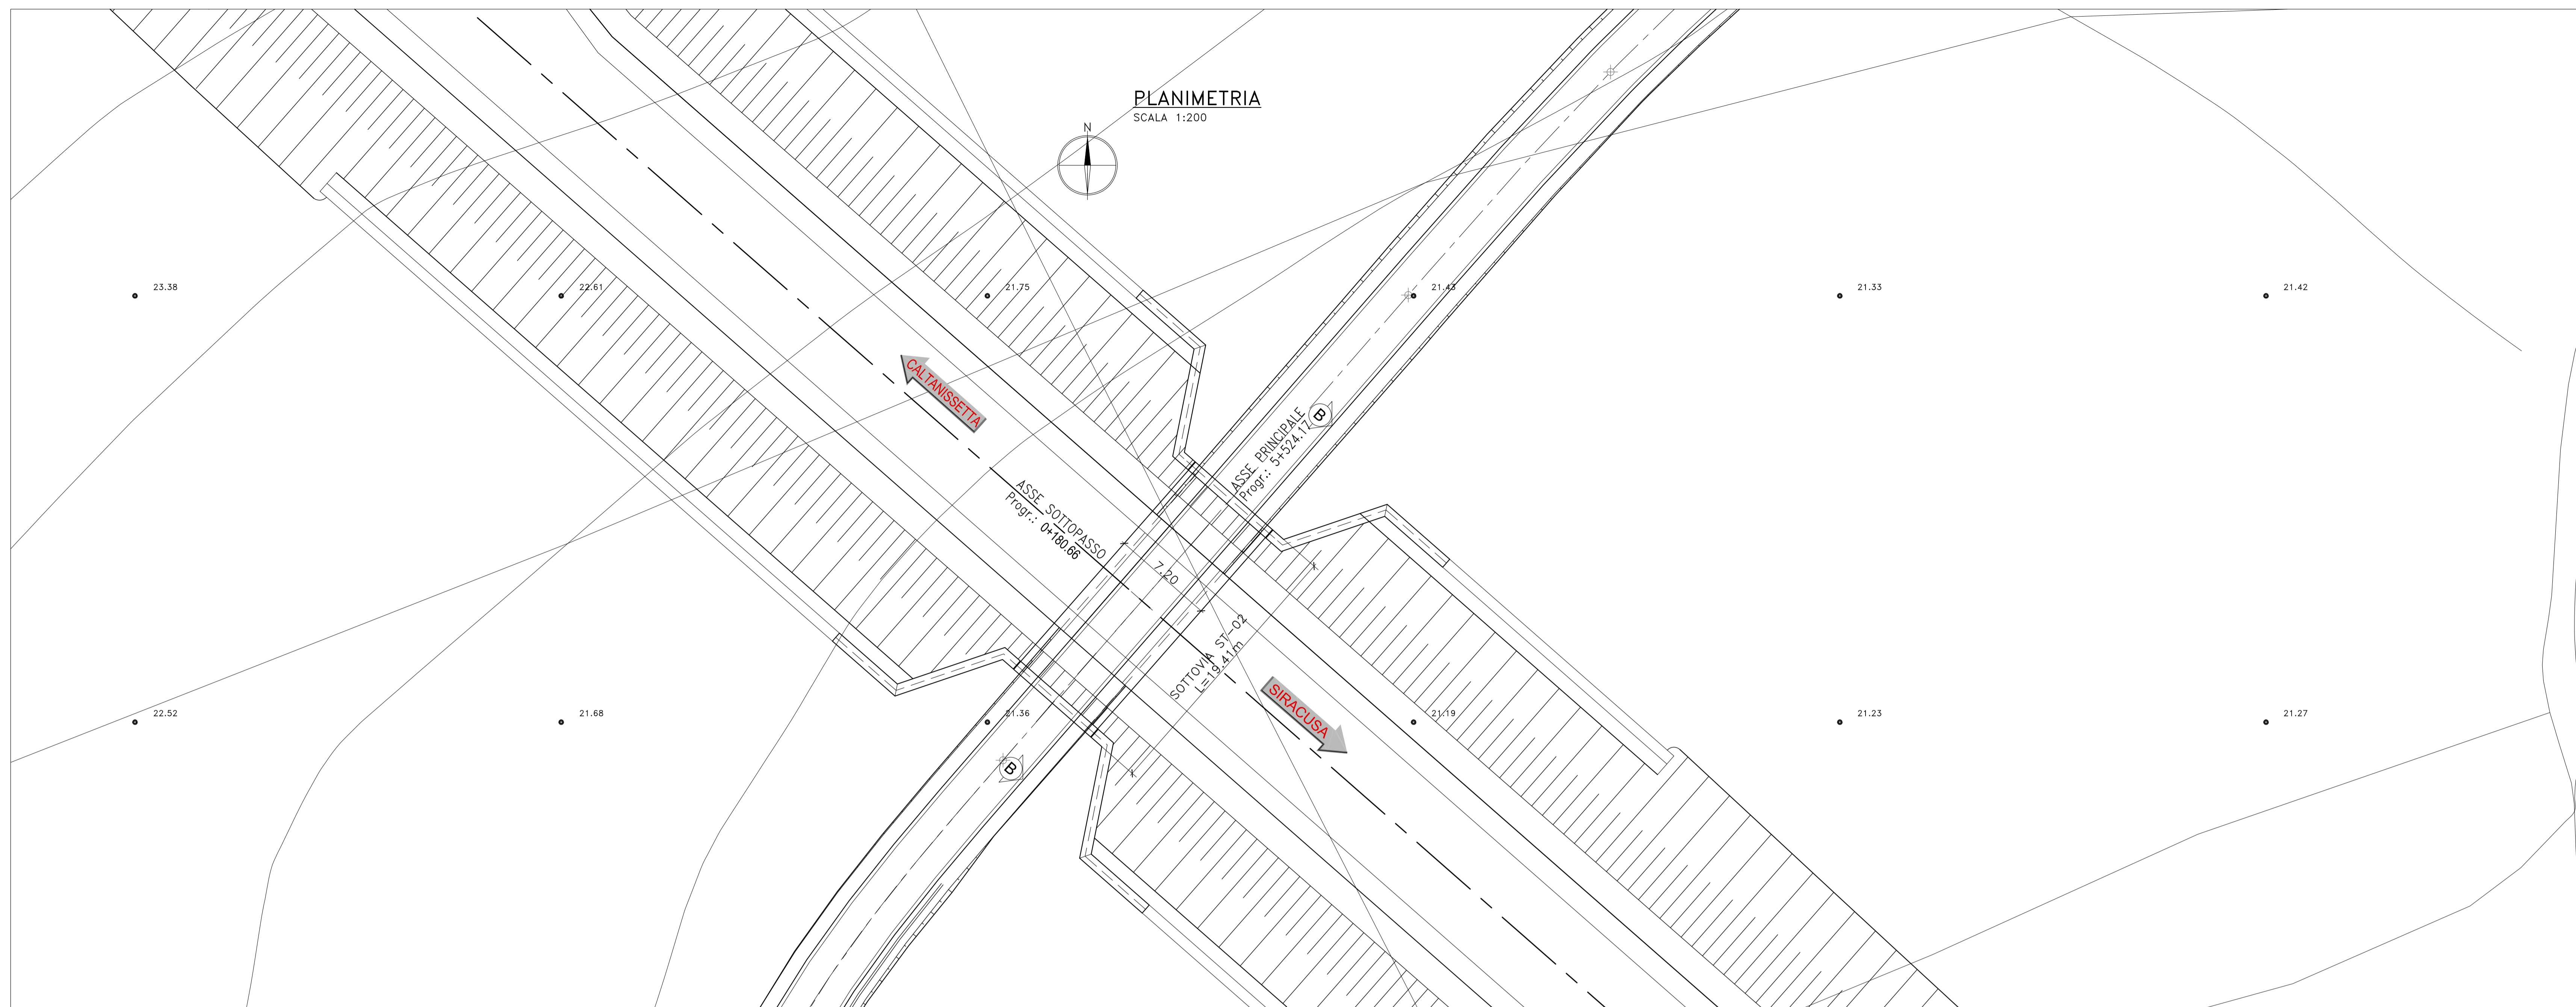 PLANIMETRIA
SCALA 1:200
N
23.38
22.61
21.75
21.43
21.33
21.42
CALTANISSETTA
ASSE PRINCIPALE
Progr.: 5+524.17
B
ASSE SOTTOPASSO
Progr.: 0+180.66
7.20
SOTTOVIA ST-02
L=19.41m
SIRACUSA
22.52
21.68
21.36
21.19
21.23
21.27
B